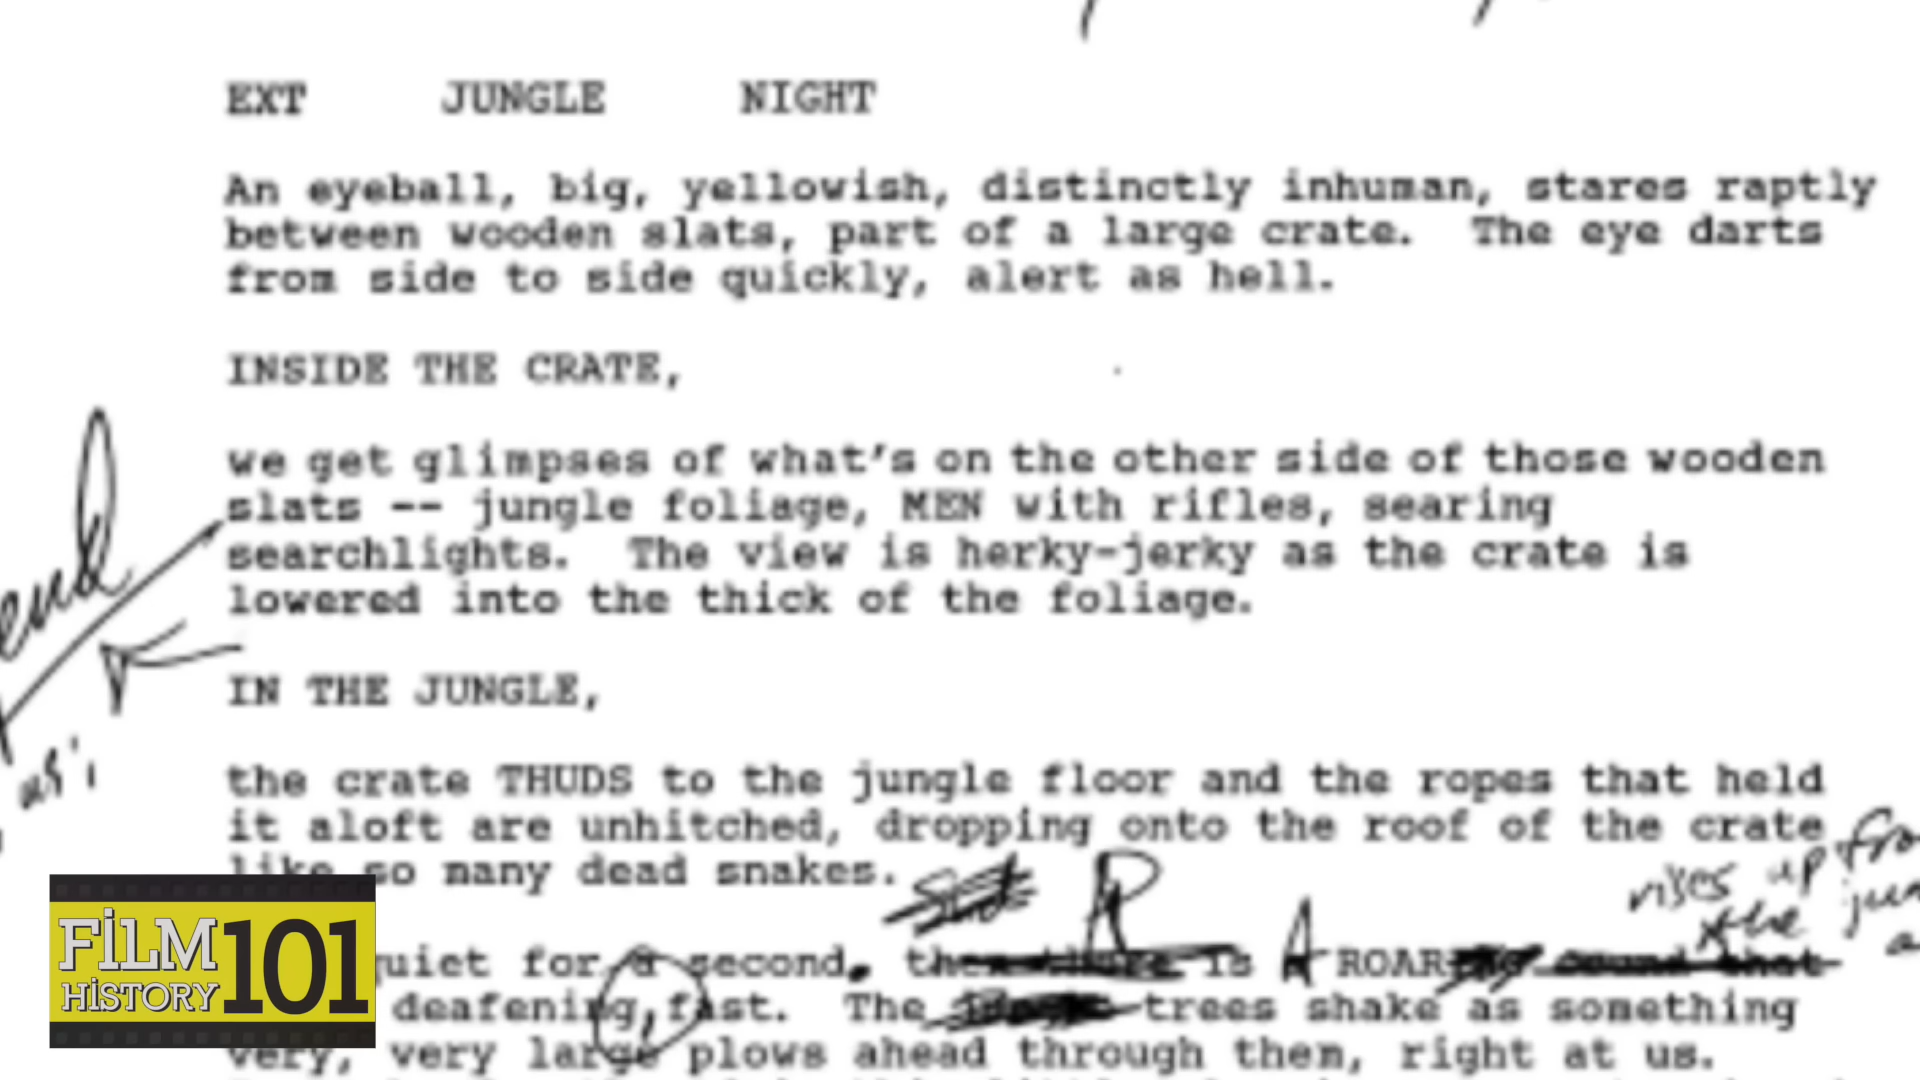 EXT JUNGLE NIGHT
An eyeball, big, yellowish, distinctly inhuman, stares raptly
between wooden slats, part of a large crate. The eye darts
from side to side quickly, alert as hell.
INSIDE THE CRATE,
we get glimpses of what's on the other side of those wooden
slats -- jungle foliage, MEN with rifles, searing
searchlights. The view is herky-jerky as the crate is
lowered into the thick of the foliage.
IN THE JUNGLE,
the crate THUDS to the jungle floor and the ropes that held
it aloft are unhitched, dropping onto the roof of the crate
like so many dead snakes.
rises up
the
quiet for a second. is A ROAR
deafening, fast. The trees shake as something
very, very large plows ahead through them, right at us.
FiLM
HiSTORY
101